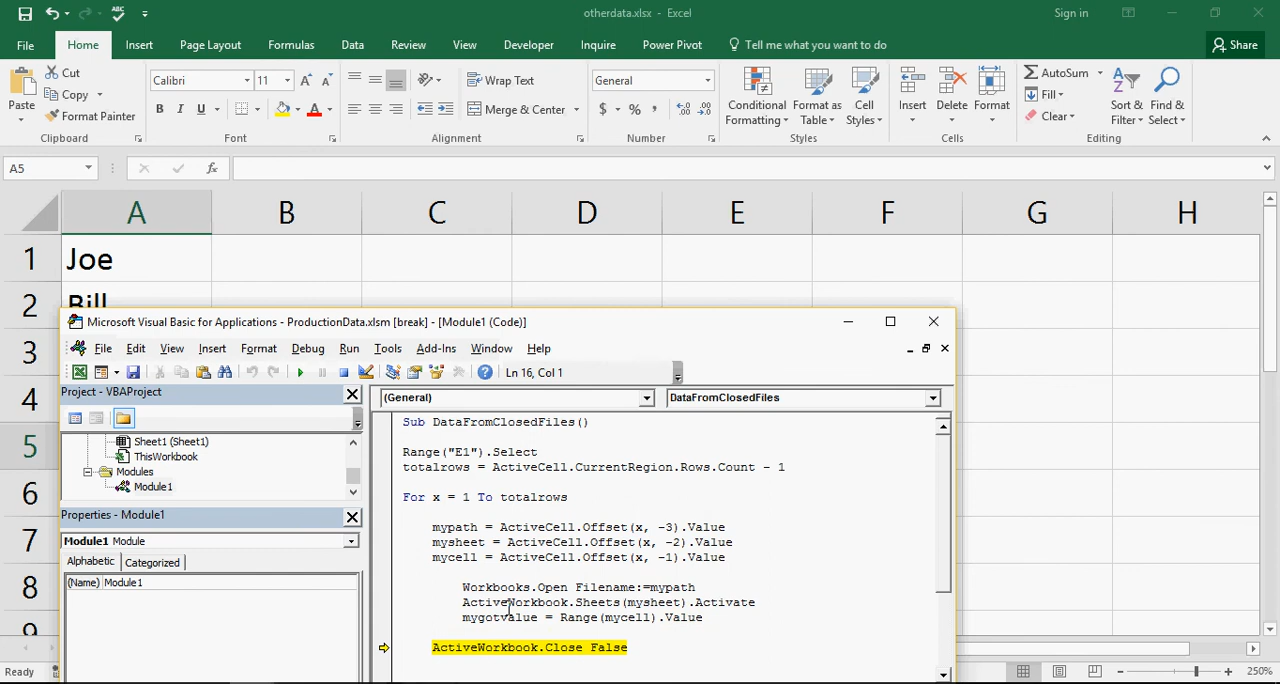 otherdata.xlsx - Excel
Sign in
File Home Insert Page Layout Formulas Data Review View Developer Inquire Power Pivot Tell me what you want to do Share
Paste
Cut
Copy
Format Painter
Clipboard
Calibri 11
B I U
Font
Wrap Text
Merge & Center
Alignment
General
$ % ,
Number
Conditional Formatting
Format as Table
Cell Styles
Styles
Insert Delete Format
Cells
AutoSum
Fill
Clear
Sort & Filter
Find & Select
Editing
A5
fx
A B C D E F G H
1 Joe
2 Bill
3
4
5
6
7
8
9
Microsoft Visual Basic for Applications - ProductionData.xlsm [break] - [Module1 (Code)]
File Edit View Insert Format Debug Run Tools Add-Ins Window Help
Ln 16, Col 1
Project - VBAProject
Sheet1 (Sheet1)
ThisWorkbook
Modules
Module1
Properties - Module1
Module1 Module
Alphabetic Categorized
(Name) Module1
(General)
DataFromClosedFiles
Sub DataFromClosedFiles()
Range("E1").Select
totalrows = ActiveCell.CurrentRegion.Rows.Count - 1
For x = 1 To totalrows
mypath = ActiveCell.Offset(x, -3).Value
mysheet = ActiveCell.Offset(x, -2).Value
mycell = ActiveCell.Offset(x, -1).Value
Workbooks.Open Filename:=mypath
ActiveWorkbook.Sheets(mysheet).Activate
mygotvalue = Range(mycell).Value
ActiveWorkbook.Close False
Ready
250%